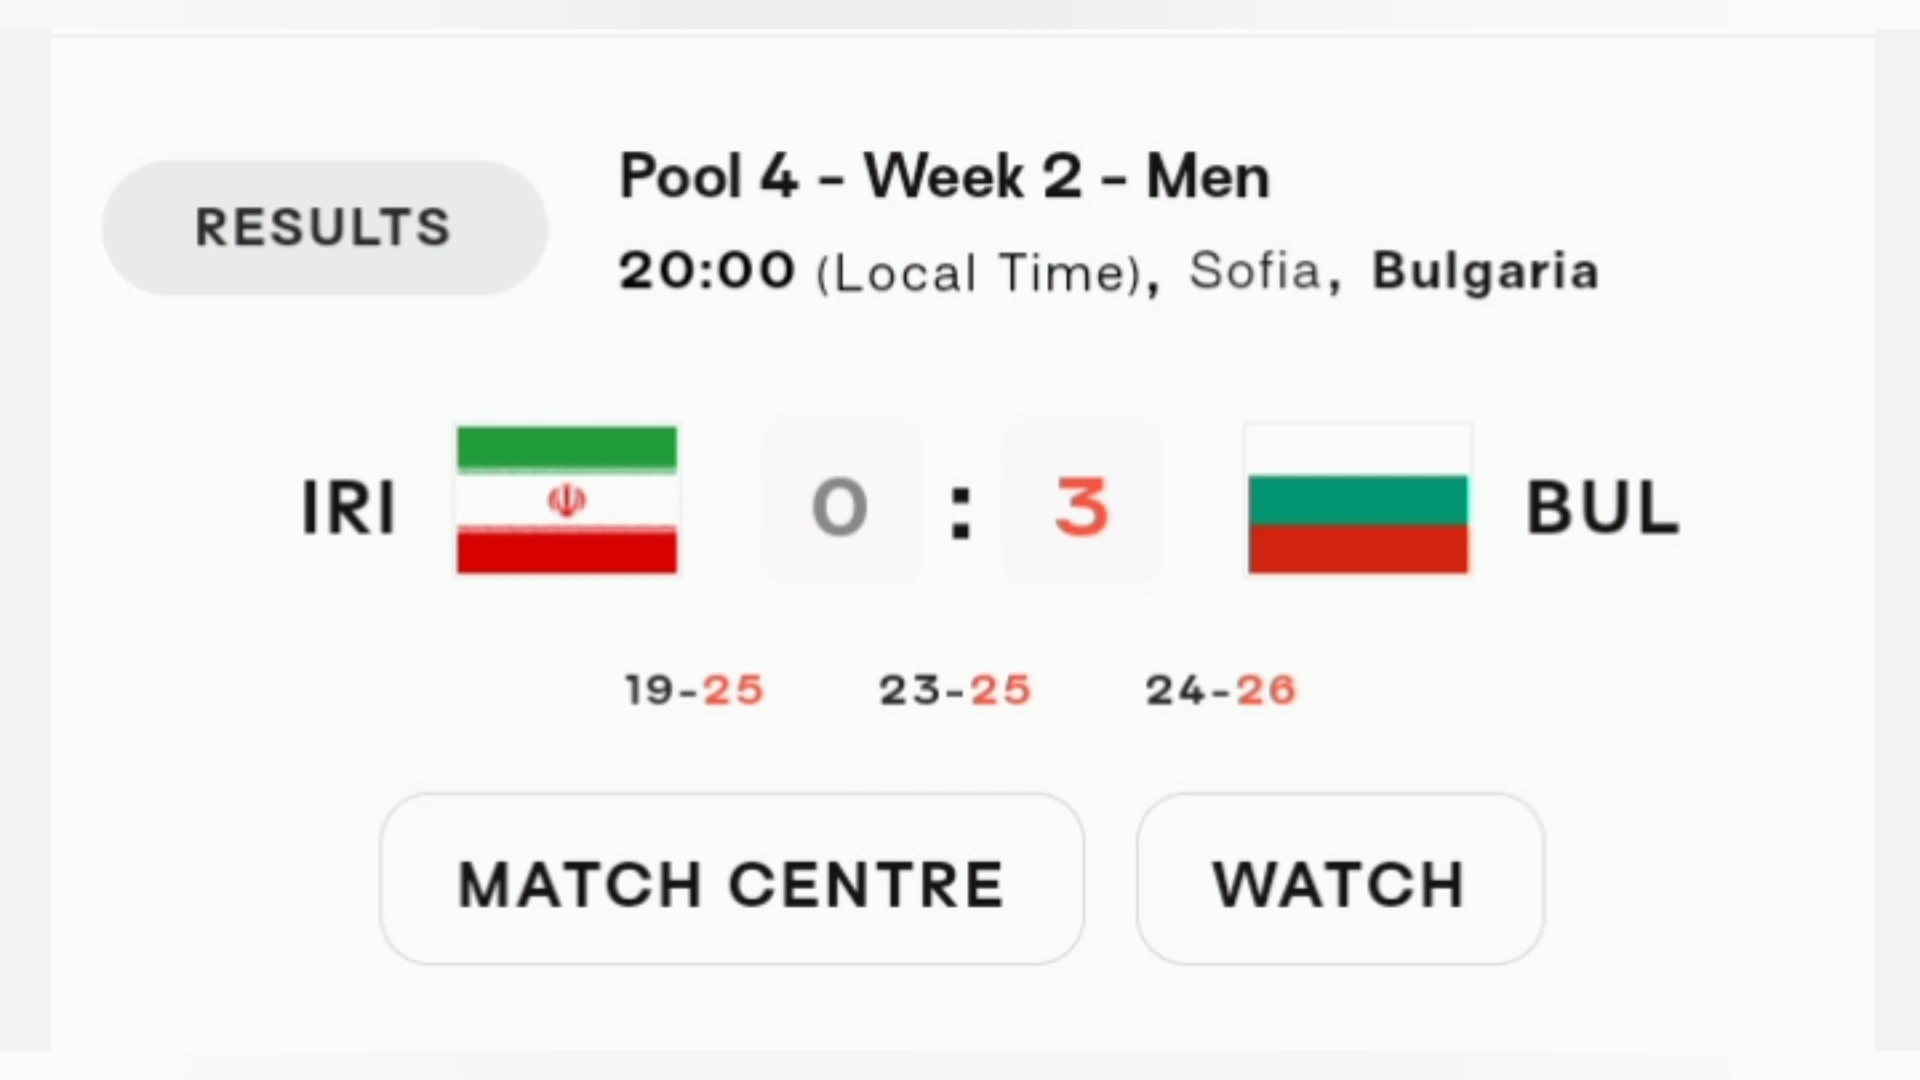 RESULTS
Pool 4 - Week 2 - Men
20:00 (Local Time), Sofia, Bulgaria
IRI 0 : 3 BUL
19-25 23-25 24-26
MATCH CENTRE WATCH